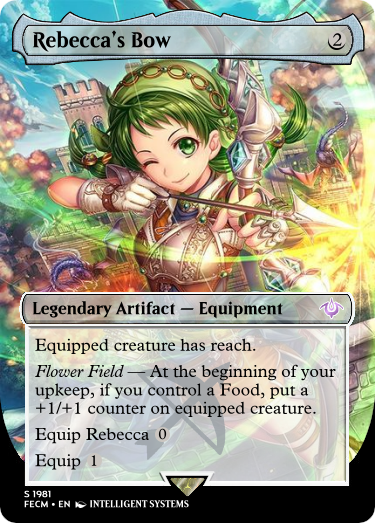 Rebecca's Bow 2
Legendary Artifact — Equipment
Equipped creature has reach.
Flower Field — At the beginning of your
upkeep, if you control a Food, put a
+1/+1 counter on equipped creature.
Equip Rebecca 0
Equip 1
S 1981
FECM • EN INTELLIGENT SYSTEMS